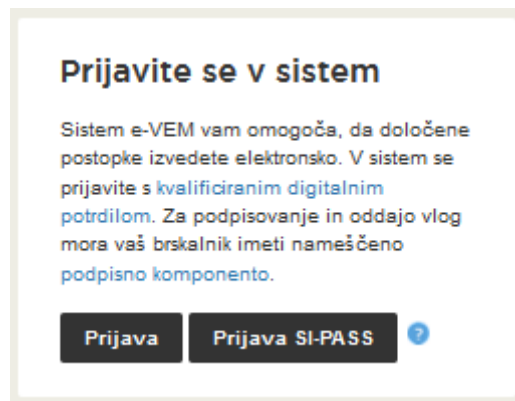 Prijavite se v sistem
Sistem e-VEM vam omogoča, da določene
postopke izvedete elektronsko. V sistem se
prijavite s kvalificiranim digitalnim
potrdilom. Za podpisovanje in oddajo vlog
mora vaš brskalnik imeti nameščeno
podpisno komponento.
Prijava Prijava SI-PASS ?